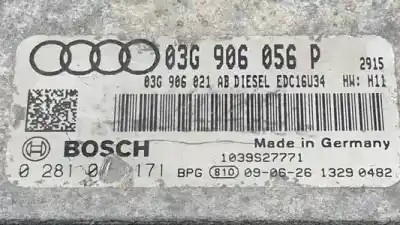 03G 906 056 P 2915
03G 906 021 AB DIESEL EDC16U34 HW: H11
BOSCH Made in Germany
1039S27771
0 281 171 BPG 810 09-06-26 1329 0482